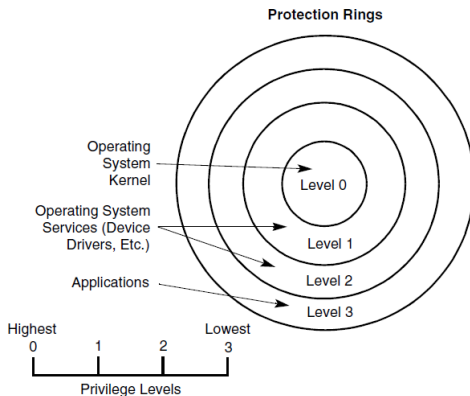 Protection Rings
Operating
System
Kernel
Level 0
Operating System
Services (Device
Drivers, Etc.)
Level 1
Level 2
Applications
Level 3
Highest
Lowest
0
1
2
3
Privilege Levels